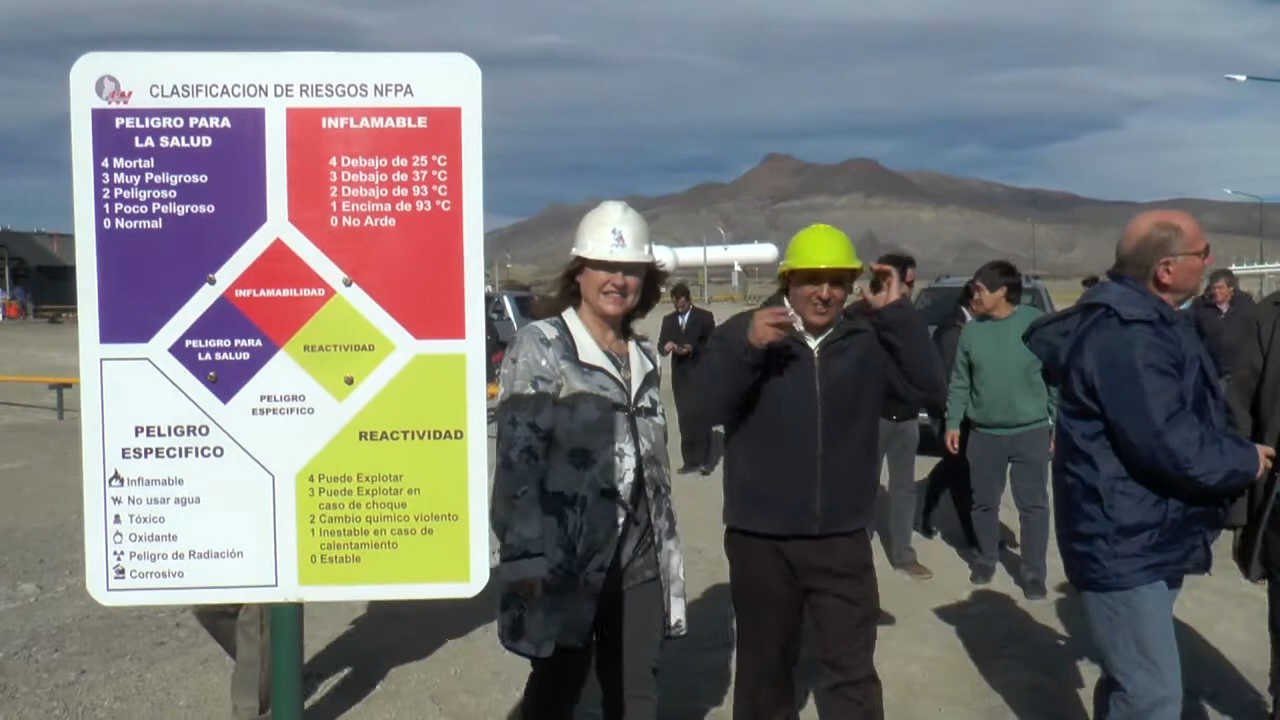 CLASIFICACION DE RIESGOS NFPA
PELIGRO PARA
LA SALUD
4 Mortal
3 Muy Peligroso
2 Peligroso
1 Poco Peligroso
0 Normal
INFLAMABLE
4 Debajo de 25 °C
3 Debajo de 37 °C
2 Debajo de 93 °C
1 Encima de 93 °C
0 No Arde
INFLAMABILIDAD
PELIGRO PARA
LA SALUD
REACTIVIDAD
PELIGRO
ESPECIFICO
PELIGRO
ESPECIFICO
Inflamable
No usar agua
Tóxico
Oxidante
Peligro de Radiación
Corrosivo
REACTIVIDAD
4 Puede Explotar
3 Puede Explotar en
caso de choque
2 Cambio quimico violento
1 Inestable en caso de
calentamiento
0 Estable